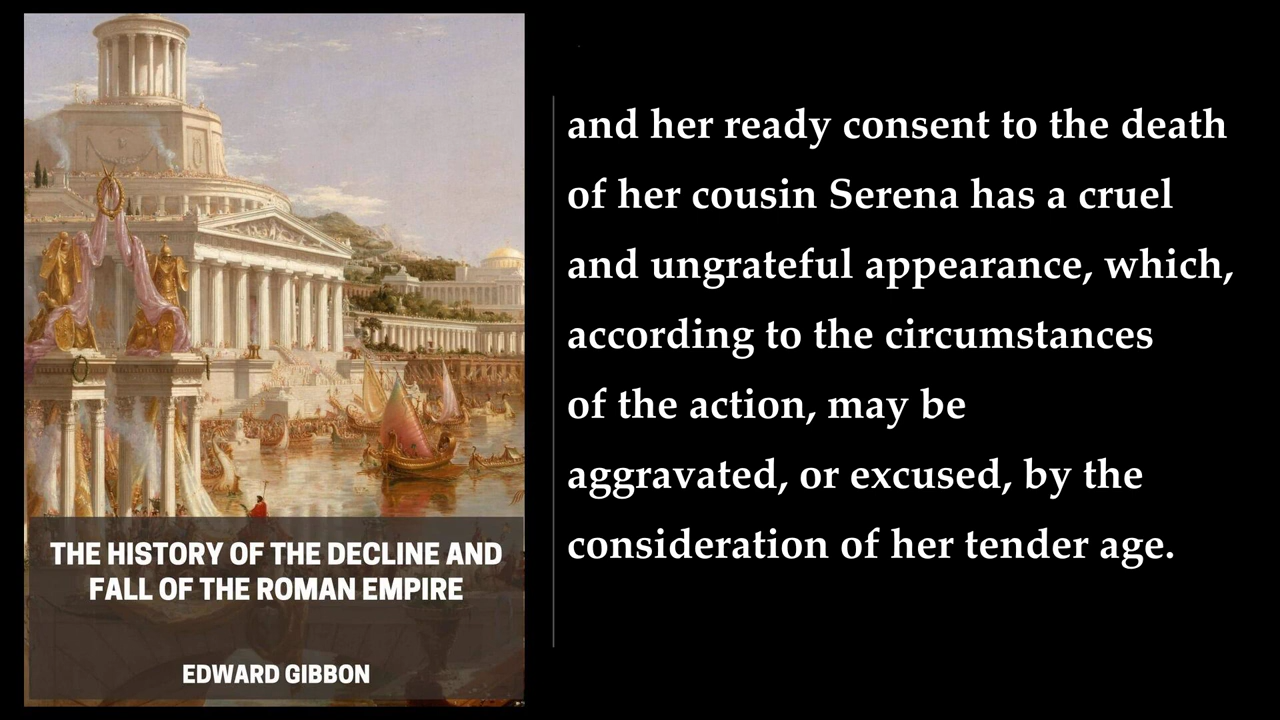 THE HISTORY OF THE DECLINE AND
FALL OF THE ROMAN EMPIRE
EDWARD GIBBON
and her ready consent to the death
of her cousin Serena has a cruel
and ungrateful appearance, which,
according to the circumstances
of the action, may be
aggravated, or excused, by the
consideration of her tender age.